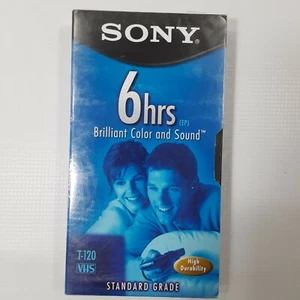 SONY®
6hrs
(EP)
Brilliant Color and Sound™
T-120
VHS
High
Durability
STANDARD GRADE